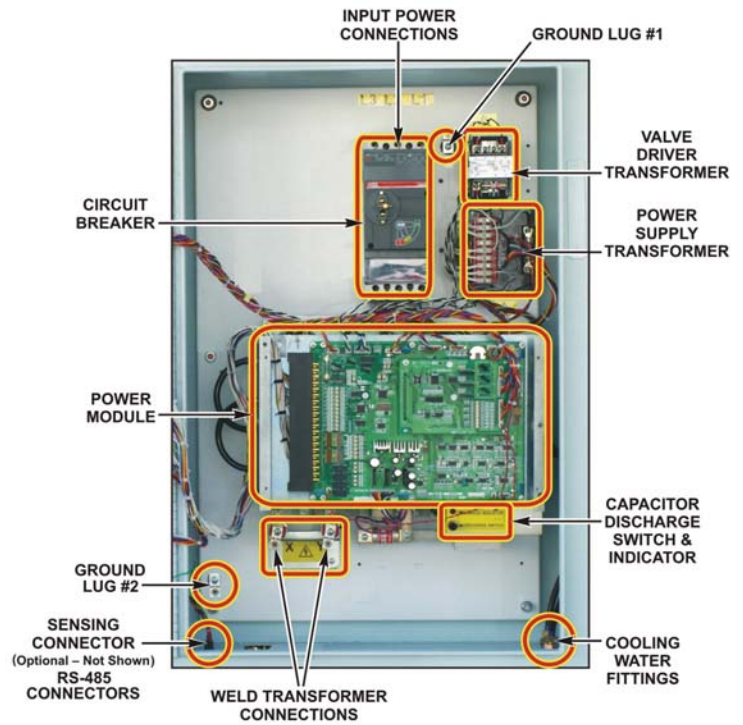 INPUT POWER
CONNECTIONS
GROUND LUG #1
VALVE
DRIVER
TRANSFORMER
CIRCUIT
BREAKER
POWER
SUPPLY
TRANSFORMER
POWER
MODULE
CAPACITOR
DISCHARGE
SWITCH &
INDICATOR
GROUND
LUG #2
X
SENSING
CONNECTOR
(Optional – Not Shown)
RS-485
CONNECTORS
WELD TRANSFORMER
CONNECTIONS
COOLING
WATER
FITTINGS